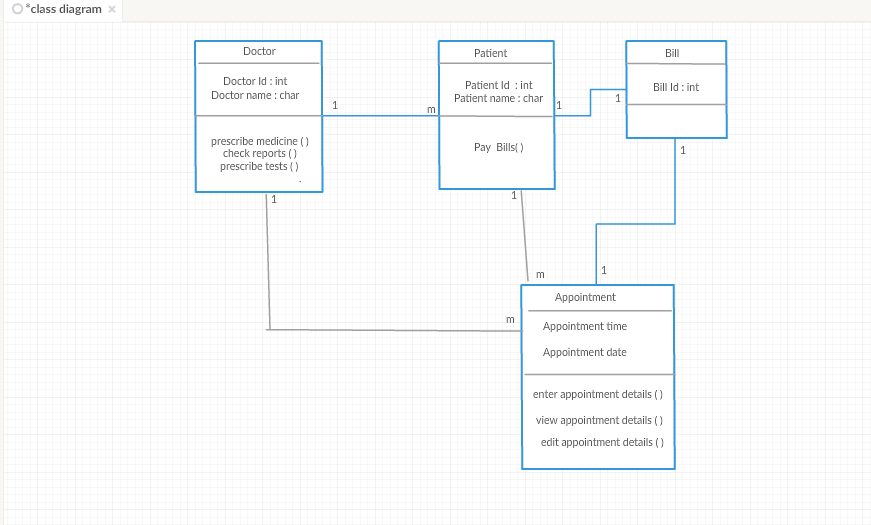 *class diagram ×
Doctor
Doctor Id : int
Doctor name : char
prescribe medicine ( )
check reports ( )
prescribe tests ( )
.
1
m
1
Patient
Patient Id : int
Patient name : char
Pay Bills( )
1
1
1
m
Bill
Bill Id : int
1
1
m
Appointment
Appointment time
Appointment date
enter appointment details ( )
view appointment details ( )
edit appointment details ( )